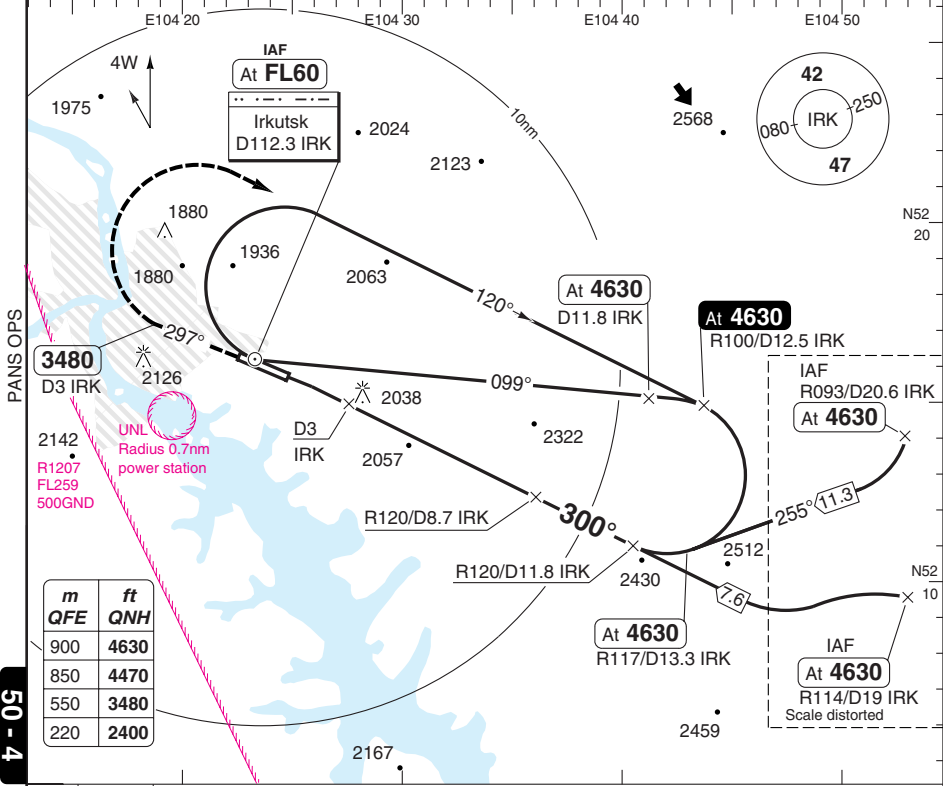 E104 20
E104 30
E104 40
E104 50
4W
1975
IAF
At FL60
Irkutsk
D112.3 IRK
2024
2123
10nm
2568
42
080
IRK
250
47
N52
20
1880
1880
1936
2063
120°
At 4630
D11.8 IRK
At 4630
R100/D12.5 IRK
PANS OPS
297°
3480
D3 IRK
2126
099°
2038
D3
IRK
2322
2057
IAF
R093/D20.6 IRK
At 4630
2142
UNL
Radius 0.7nm
power station
R1207
FL259
500GND
R120/D8.7 IRK
300°
255°
11.3
R120/D11.8 IRK
2430
2512
7.6
N52
10
At 4630
R117/D13.3 IRK
IAF
At 4630
R114/D19 IRK
Scale distorted
m ft
QFE QNH
900 4630
850 4470
550 3480
220 2400
50 - 4
2167
2459